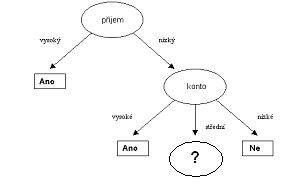 příjem
vysoký
nízký
Ano
konto
vysoké
střední
nízké
Ano
?
Ne